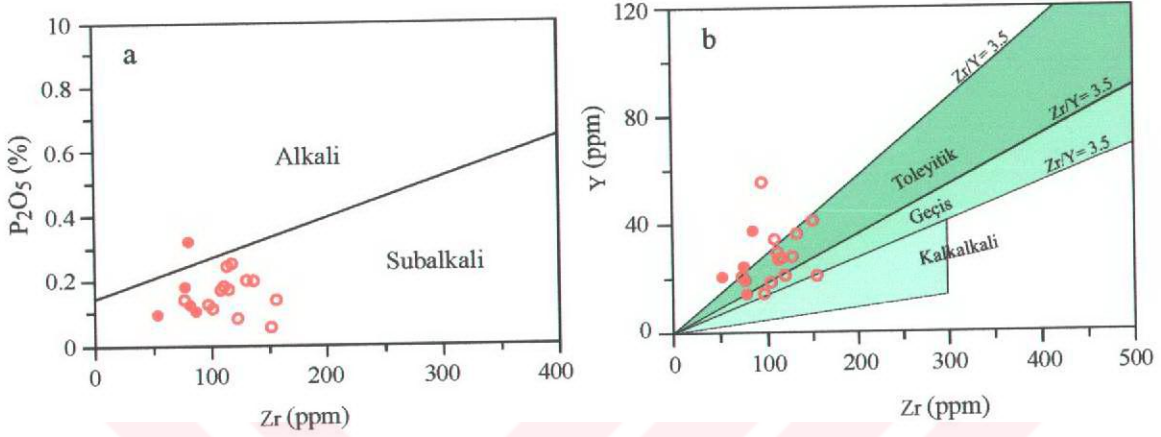 a
P₂O₅ (%)
1
0.8
0.6
0.4
0.2
0
Alkali
Subalkali
0
100
200
300
400
Zr (ppm)
b
Y (ppm)
120
80
40
0
Zr/Y= 3.5
Zr/Y= 3.5
Zr/Y= 3.5
Toleyitik
Geçis
Kalkalkali
0
100
200
300
400
500
Zr (ppm)